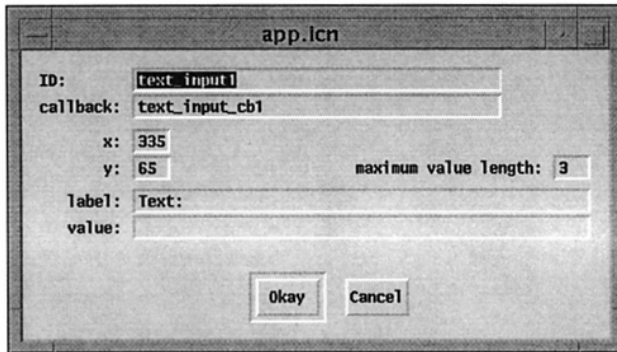 app.icn
ID: text_input1
callback: text_input_cb1
x: 335
y: 65 maximum value length: 3
label: Text:
value:
Okay Cancel